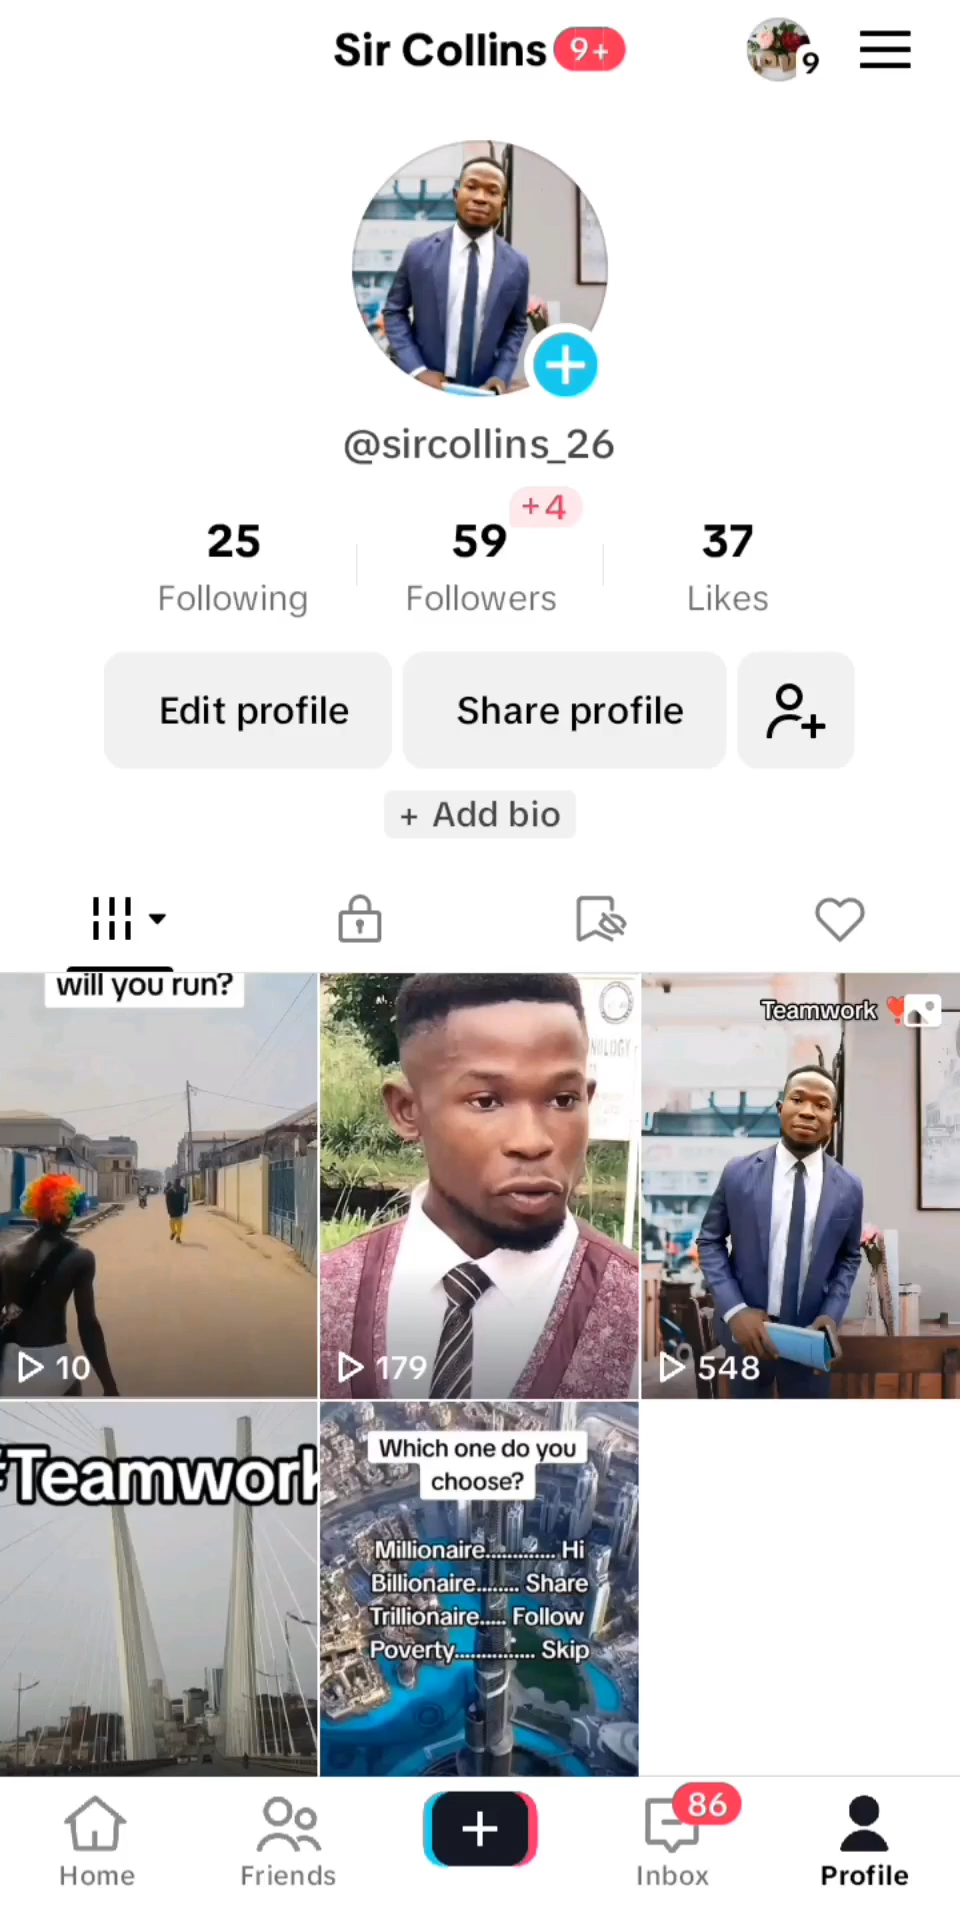 Sir Collins 9+
9
@sircollins_26
+4
25 59 37
Following Followers Likes
Edit profile Share profile
+ Add bio
will you run?
Teamwork
10 179 548
#Teamwork
Which one do you
choose?
Millionaire............. Hi
Billionaire........ Share
Trillionaire..... Follow
Poverty............... Skip
86
Home Friends Inbox Profile